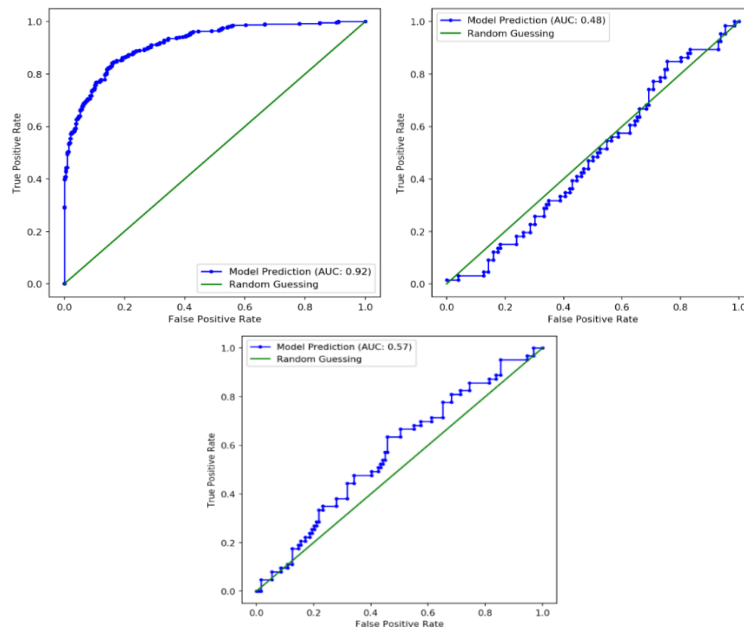 1.0
0.8
0.6
0.4
0.2
0.0
True Positive Rate
Model Prediction (AUC: 0.92)
Random Guessing
0.0 0.2 0.4 0.6 0.8 1.0
False Positive Rate
Model Prediction (AUC: 0.48)
Random Guessing
1.0
0.8
0.6
0.4
0.2
0.0
True Positive Rate
0.0 0.2 0.4 0.6 0.8 1.0
False Positive Rate
Model Prediction (AUC: 0.57)
Random Guessing
1.0
0.8
0.6
0.4
0.2
0.0
True Positive Rate
0.0 0.2 0.4 0.6 0.8 1.0
False Positive Rate